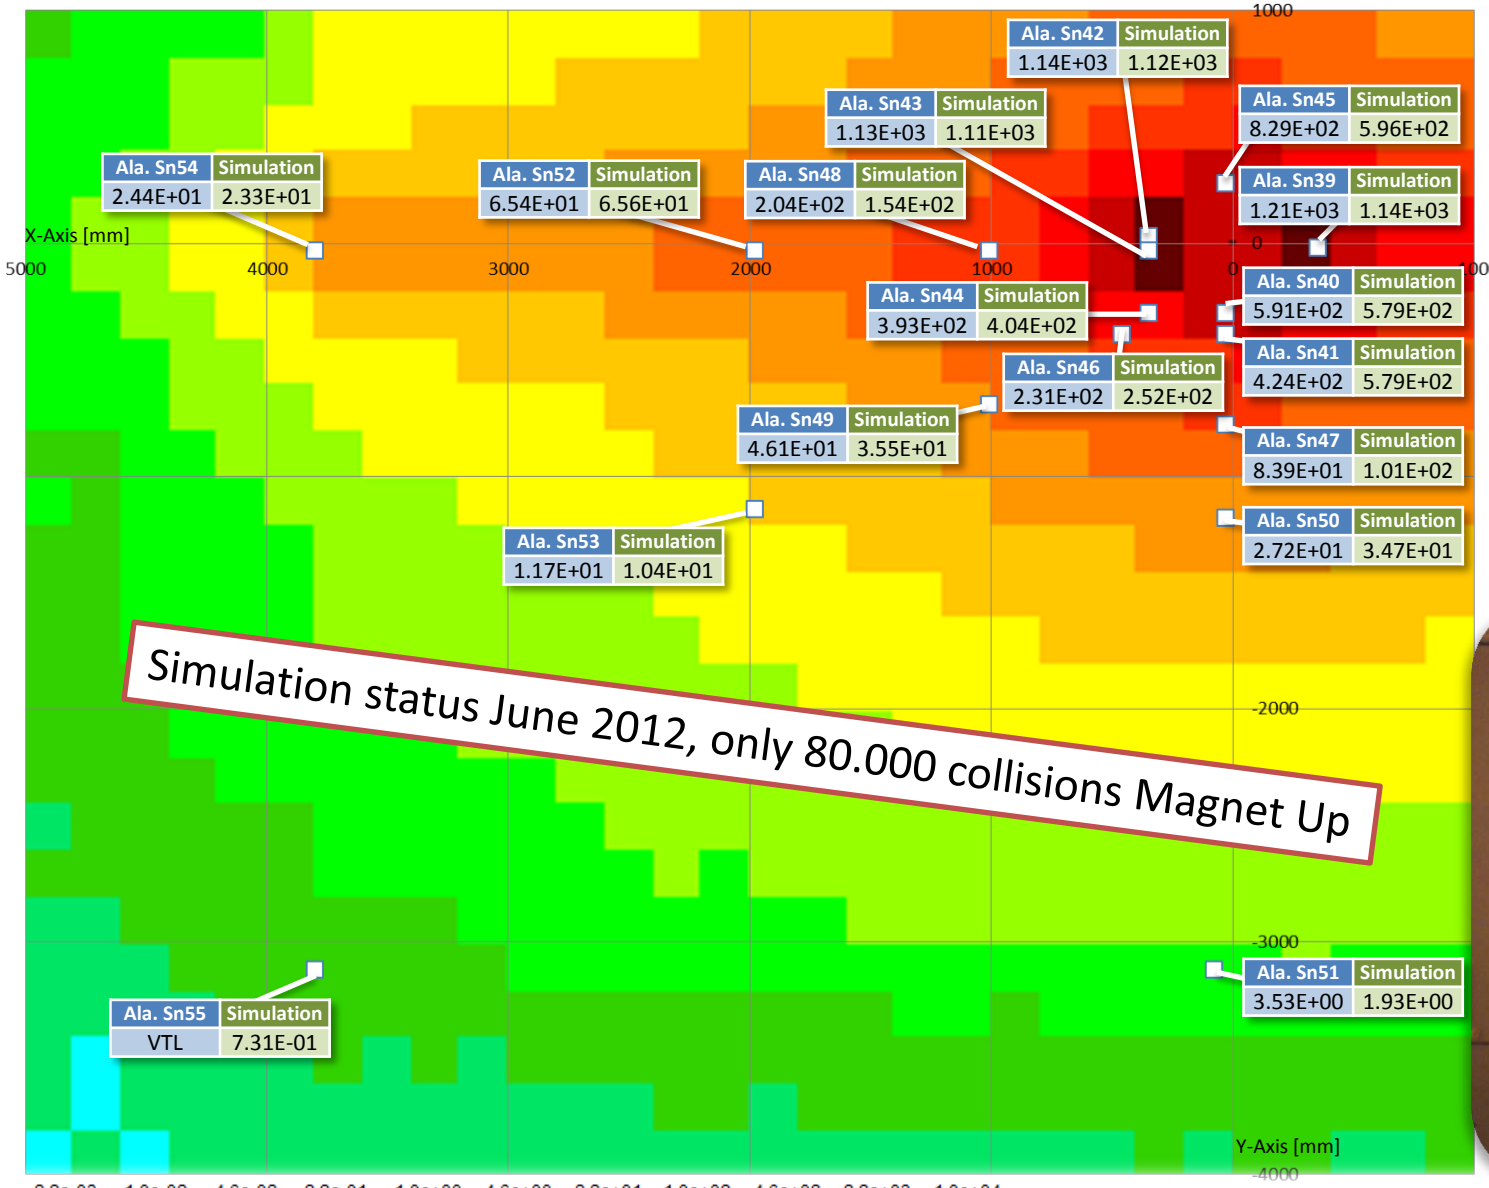 1000
Ala. Sn42 Simulation
1.14E+03 1.12E+03
Ala. Sn43 Simulation
1.13E+03 1.11E+03
Ala. Sn45 Simulation
8.29E+02 5.96E+02
Ala. Sn54 Simulation
2.44E+01 2.33E+01
Ala. Sn52 Simulation
6.54E+01 6.56E+01
Ala. Sn48 Simulation
2.04E+02 1.54E+02
Ala. Sn39 Simulation
1.21E+03 1.14E+03
X-Axis [mm]
0
5000 4000 3000 2000 1000 0
Ala. Sn40 Simulation
5.91E+02 5.79E+02
Ala. Sn44 Simulation
3.93E+02 4.04E+02
Ala. Sn41 Simulation
4.24E+02 5.79E+02
Ala. Sn46 Simulation
2.31E+02 2.52E+02
Ala. Sn49 Simulation
4.61E+01 3.55E+01
Ala. Sn47 Simulation
8.39E+01 1.01E+02
Ala. Sn50 Simulation
2.72E+01 3.47E+01
Ala. Sn53 Simulation
1.17E+01 1.04E+01
Simulation status June 2012, only 80.000 collisions Magnet Up
-2000
-3000
Ala. Sn51 Simulation
3.53E+00 1.93E+00
Ala. Sn55 Simulation
VTL 7.31E-01
Y-Axis [mm]
-4000